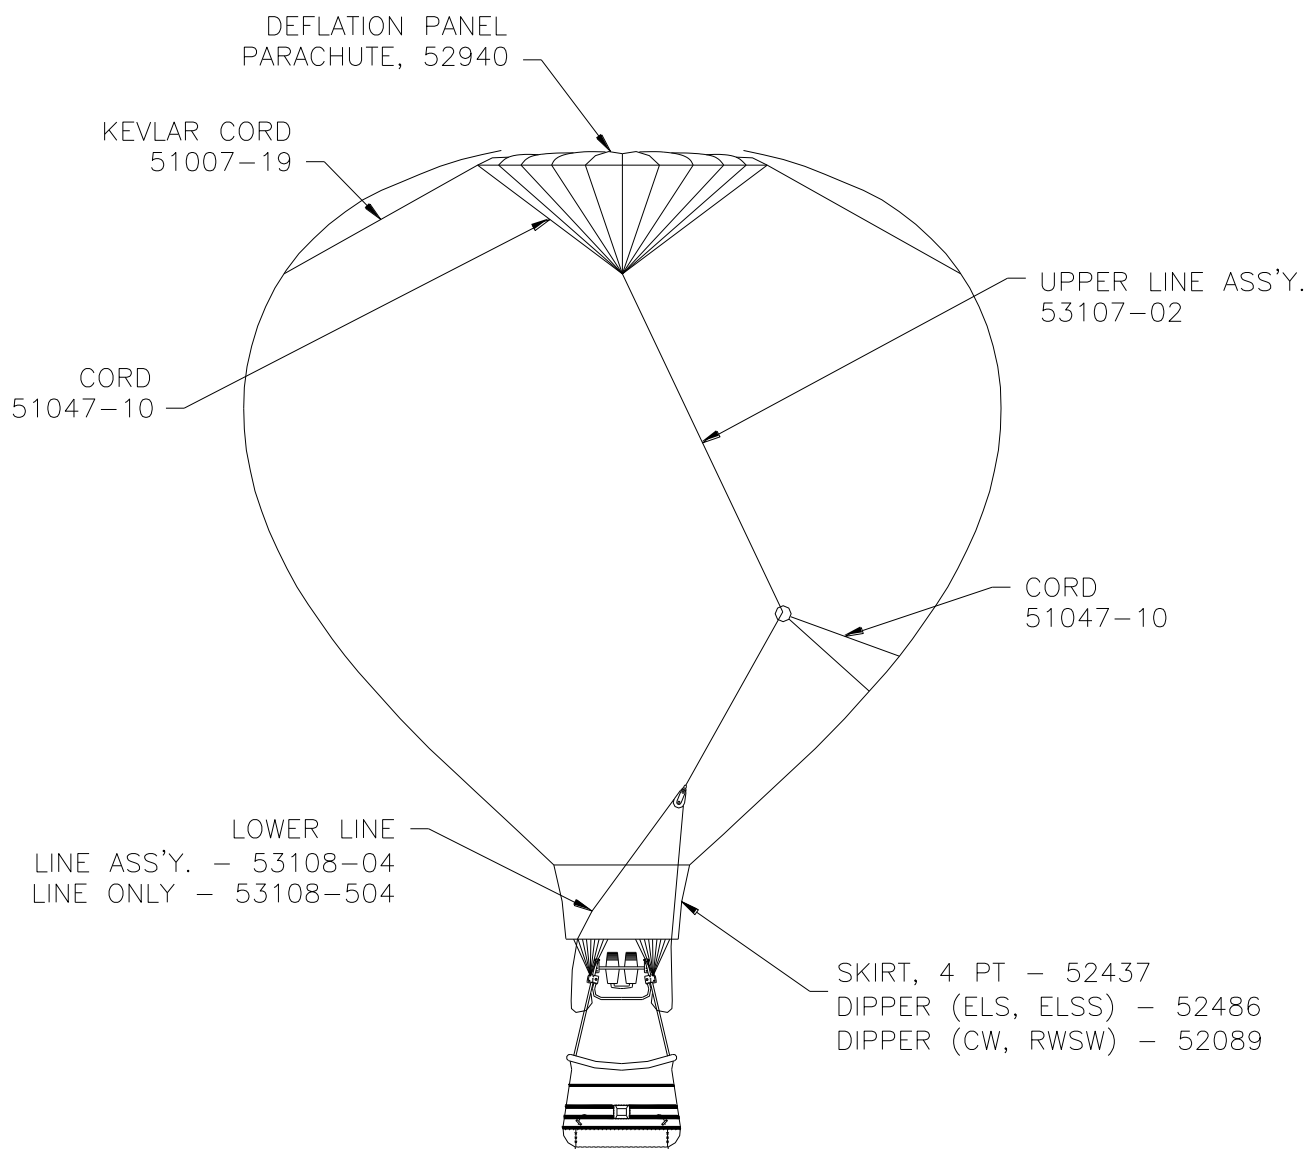 DEFLATION PANEL
PARACHUTE, 52940
KEVLAR CORD
51007-19
UPPER LINE ASS'Y.
53107-02
CORD
51047-10
CORD
51047-10
LOWER LINE
LINE ASS'Y. - 53108-04
LINE ONLY - 53108-504
SKIRT, 4 PT - 52437
DIPPER (ELS, ELSS) - 52486
DIPPER (CW, RWSW) - 52089